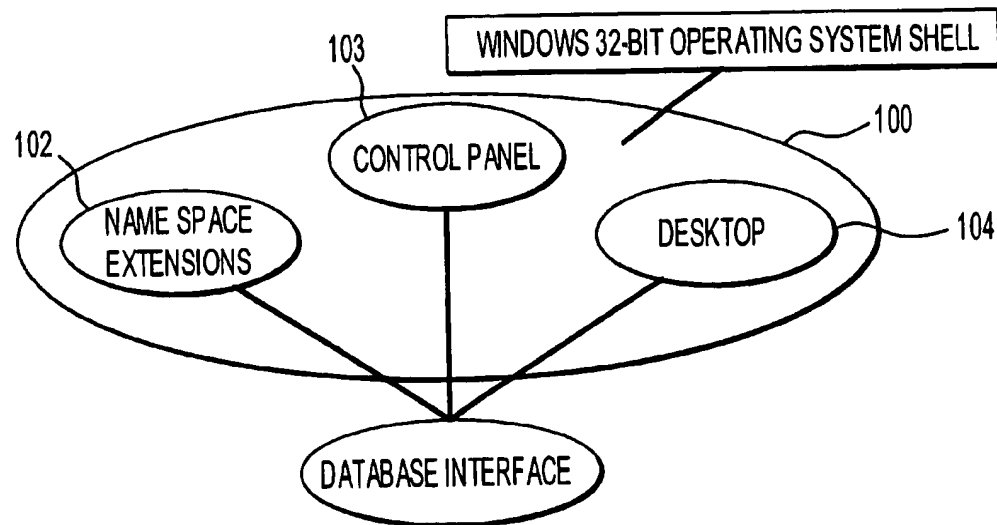 WINDOWS 32-BIT OPERATING SYSTEM SHELL
103
100
102
CONTROL PANEL
NAME SPACE
EXTENSIONS
DESKTOP
104
DATABASE INTERFACE